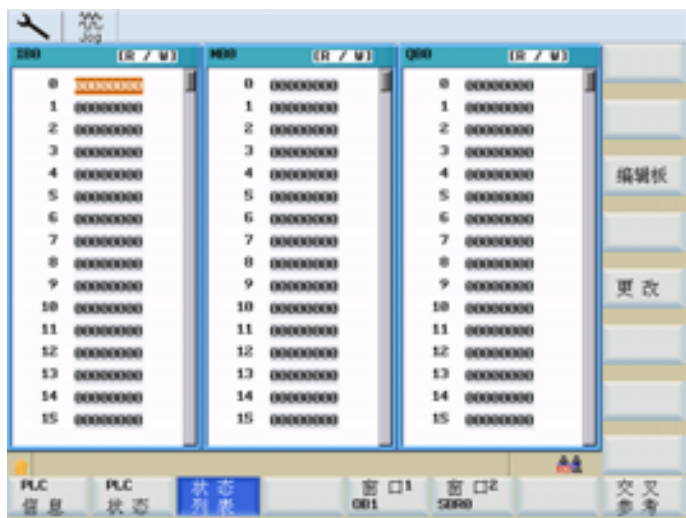 Jog
IB0 [R / W] MB0 [R / W] QB0 [R / W]
0 00000000 0 00000000 0 00000000
1 00000000 1 00000000 1 00000000
2 00000000 2 00000000 2 00000000
3 00000000 3 00000000 3 00000000
4 00000000 4 00000000 4 00000000
编辑板
5 00000000 5 00000000 5 00000000
6 00000000 6 00000000 6 00000000
7 00000000 7 00000000 7 00000000
8 00000000 8 00000000 8 00000000
9 00000000 9 00000000 9 00000000
更改
10 00000000 10 00000000 10 00000000
11 00000000 11 00000000 11 00000000
12 00000000 12 00000000 12 00000000
13 00000000 13 00000000 13 00000000
14 00000000 14 00000000 14 00000000
15 00000000 15 00000000 15 00000000
PLC 信息
PLC 状态
状态 列表
窗口1 OB1
窗口2 SBR0
交叉 参考